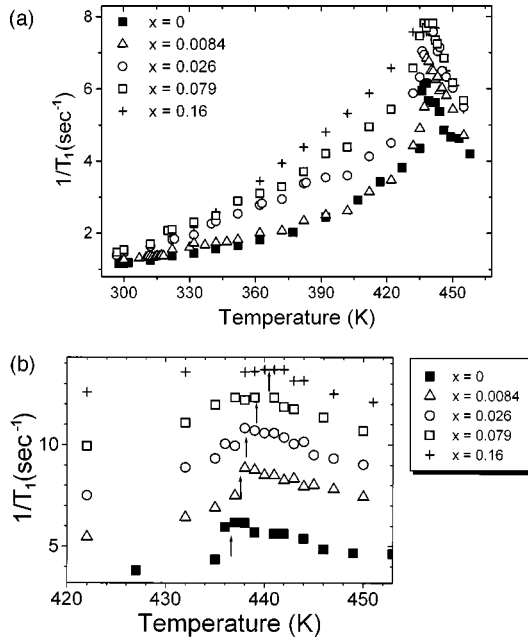 (a)
8
6
4
2
1/T₁(sec⁻¹)
x = 0
x = 0.0084
x = 0.026
x = 0.079
x = 0.16
300 330 360 390 420 450
Temperature (K)
(b)
10
5
1/T₁(sec⁻¹)
420 430 440 450
Temperature (K)
x = 0
x = 0.0084
x = 0.026
x = 0.079
x = 0.16